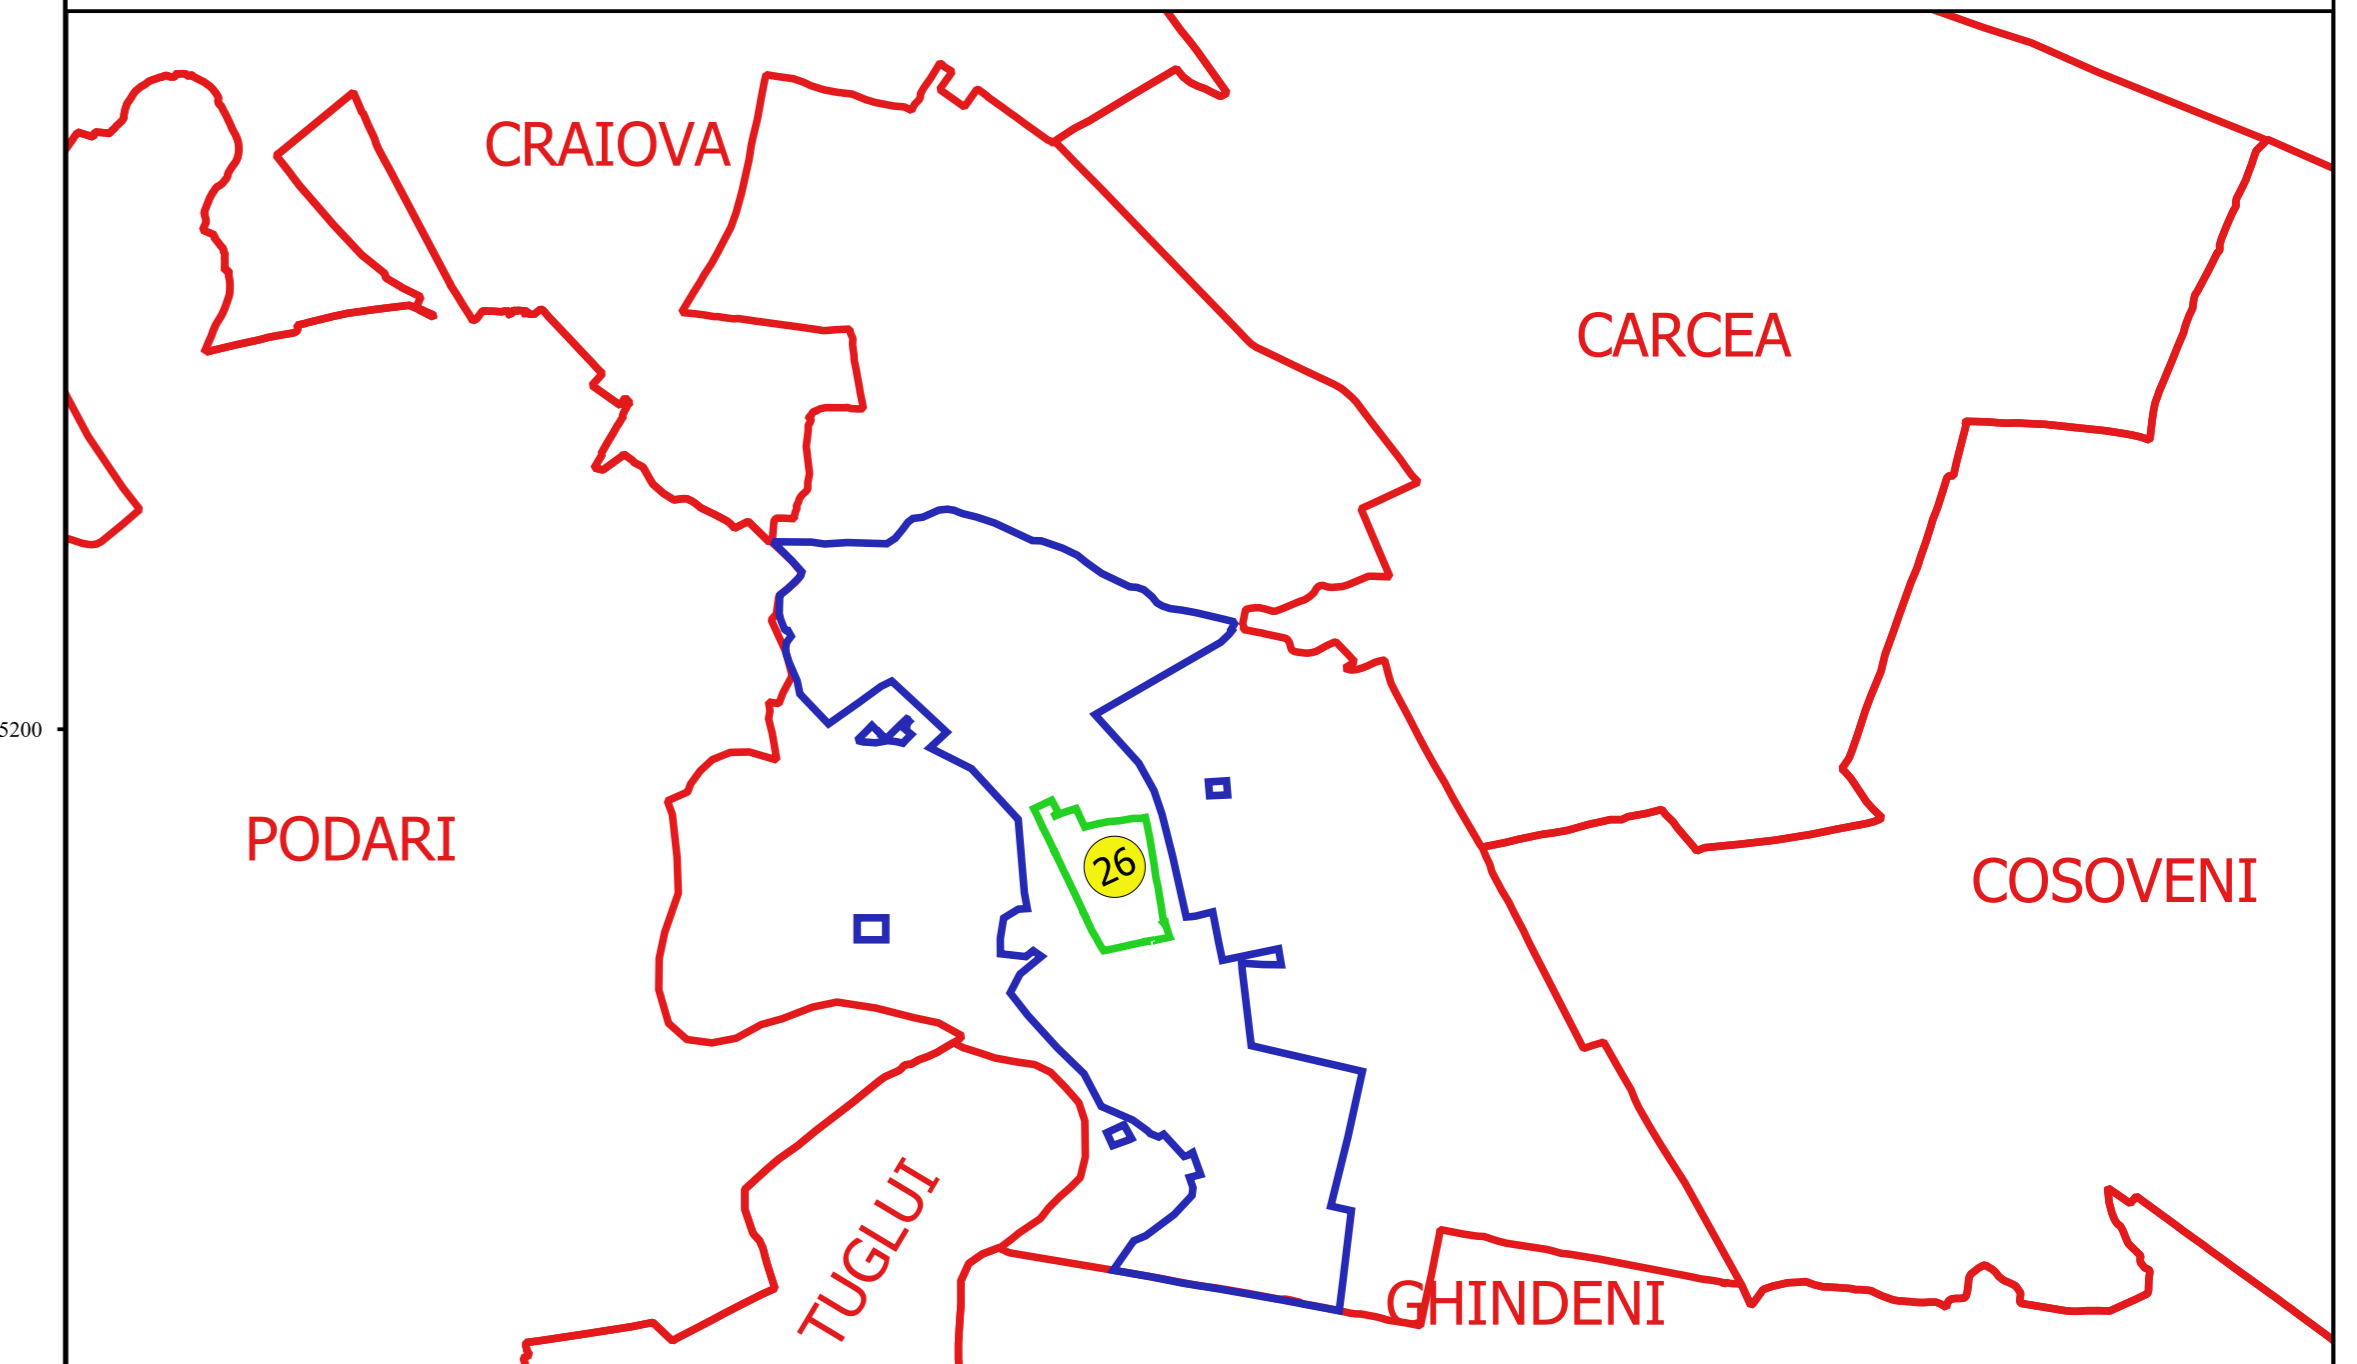 CRAIOVA
CARCEA
5200
PODARI
26
COSOVENI
TUGLUI
GHINDENI